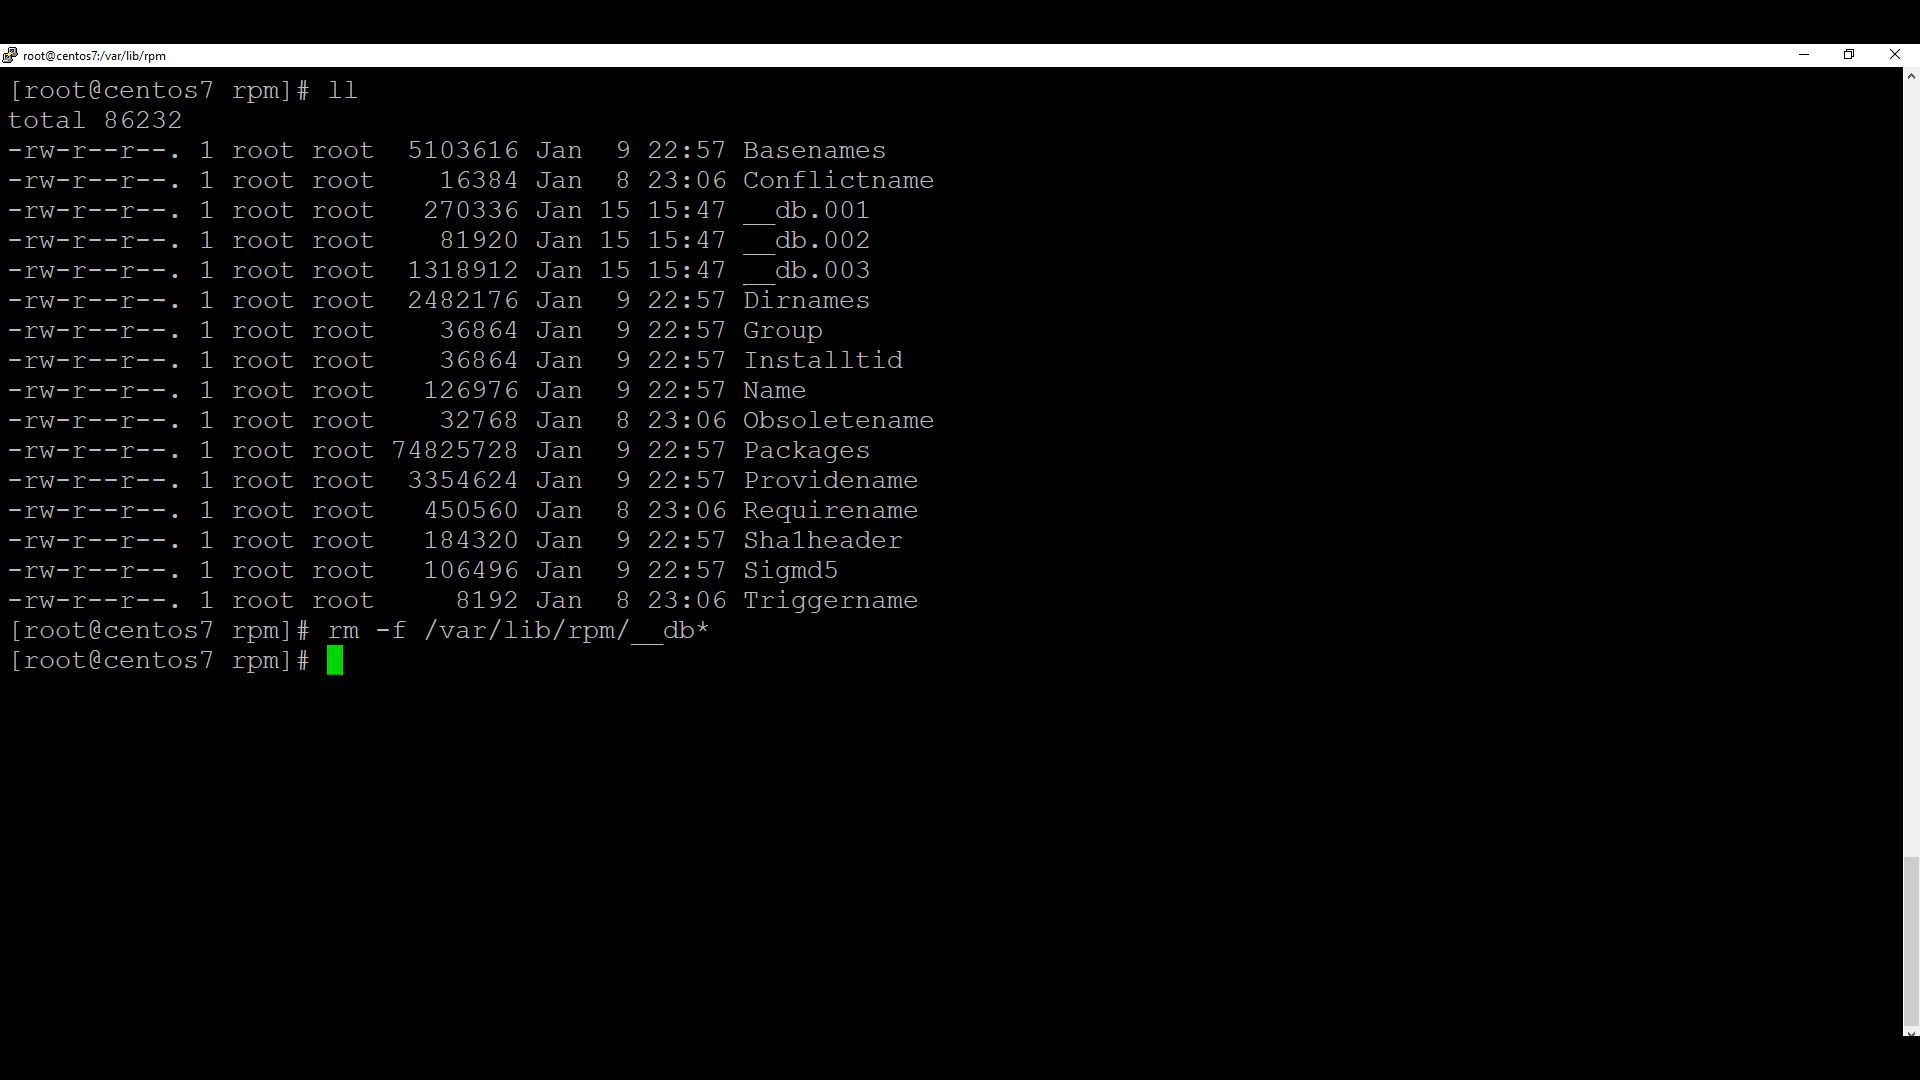 root@centos7:/var/lib/rpm
[root@centos7 rpm]# ll
total 86232
-rw-r--r--. 1 root root  5103616 Jan  9 22:57 Basenames
-rw-r--r--. 1 root root    16384 Jan  8 23:06 Conflictname
-rw-r--r--. 1 root root   270336 Jan 15 15:47 __db.001
-rw-r--r--. 1 root root    81920 Jan 15 15:47 __db.002
-rw-r--r--. 1 root root  1318912 Jan 15 15:47 __db.003
-rw-r--r--. 1 root root  2482176 Jan  9 22:57 Dirnames
-rw-r--r--. 1 root root    36864 Jan  9 22:57 Group
-rw-r--r--. 1 root root    36864 Jan  9 22:57 Installtid
-rw-r--r--. 1 root root   126976 Jan  9 22:57 Name
-rw-r--r--. 1 root root    32768 Jan  8 23:06 Obsoletename
-rw-r--r--. 1 root root 74825728 Jan  9 22:57 Packages
-rw-r--r--. 1 root root  3354624 Jan  9 22:57 Providename
-rw-r--r--. 1 root root   450560 Jan  8 23:06 Requirename
-rw-r--r--. 1 root root   184320 Jan  9 22:57 Sha1header
-rw-r--r--. 1 root root   106496 Jan  9 22:57 Sigmd5
-rw-r--r--. 1 root root     8192 Jan  8 23:06 Triggername
[root@centos7 rpm]# rm -f /var/lib/rpm/__db*
[root@centos7 rpm]#